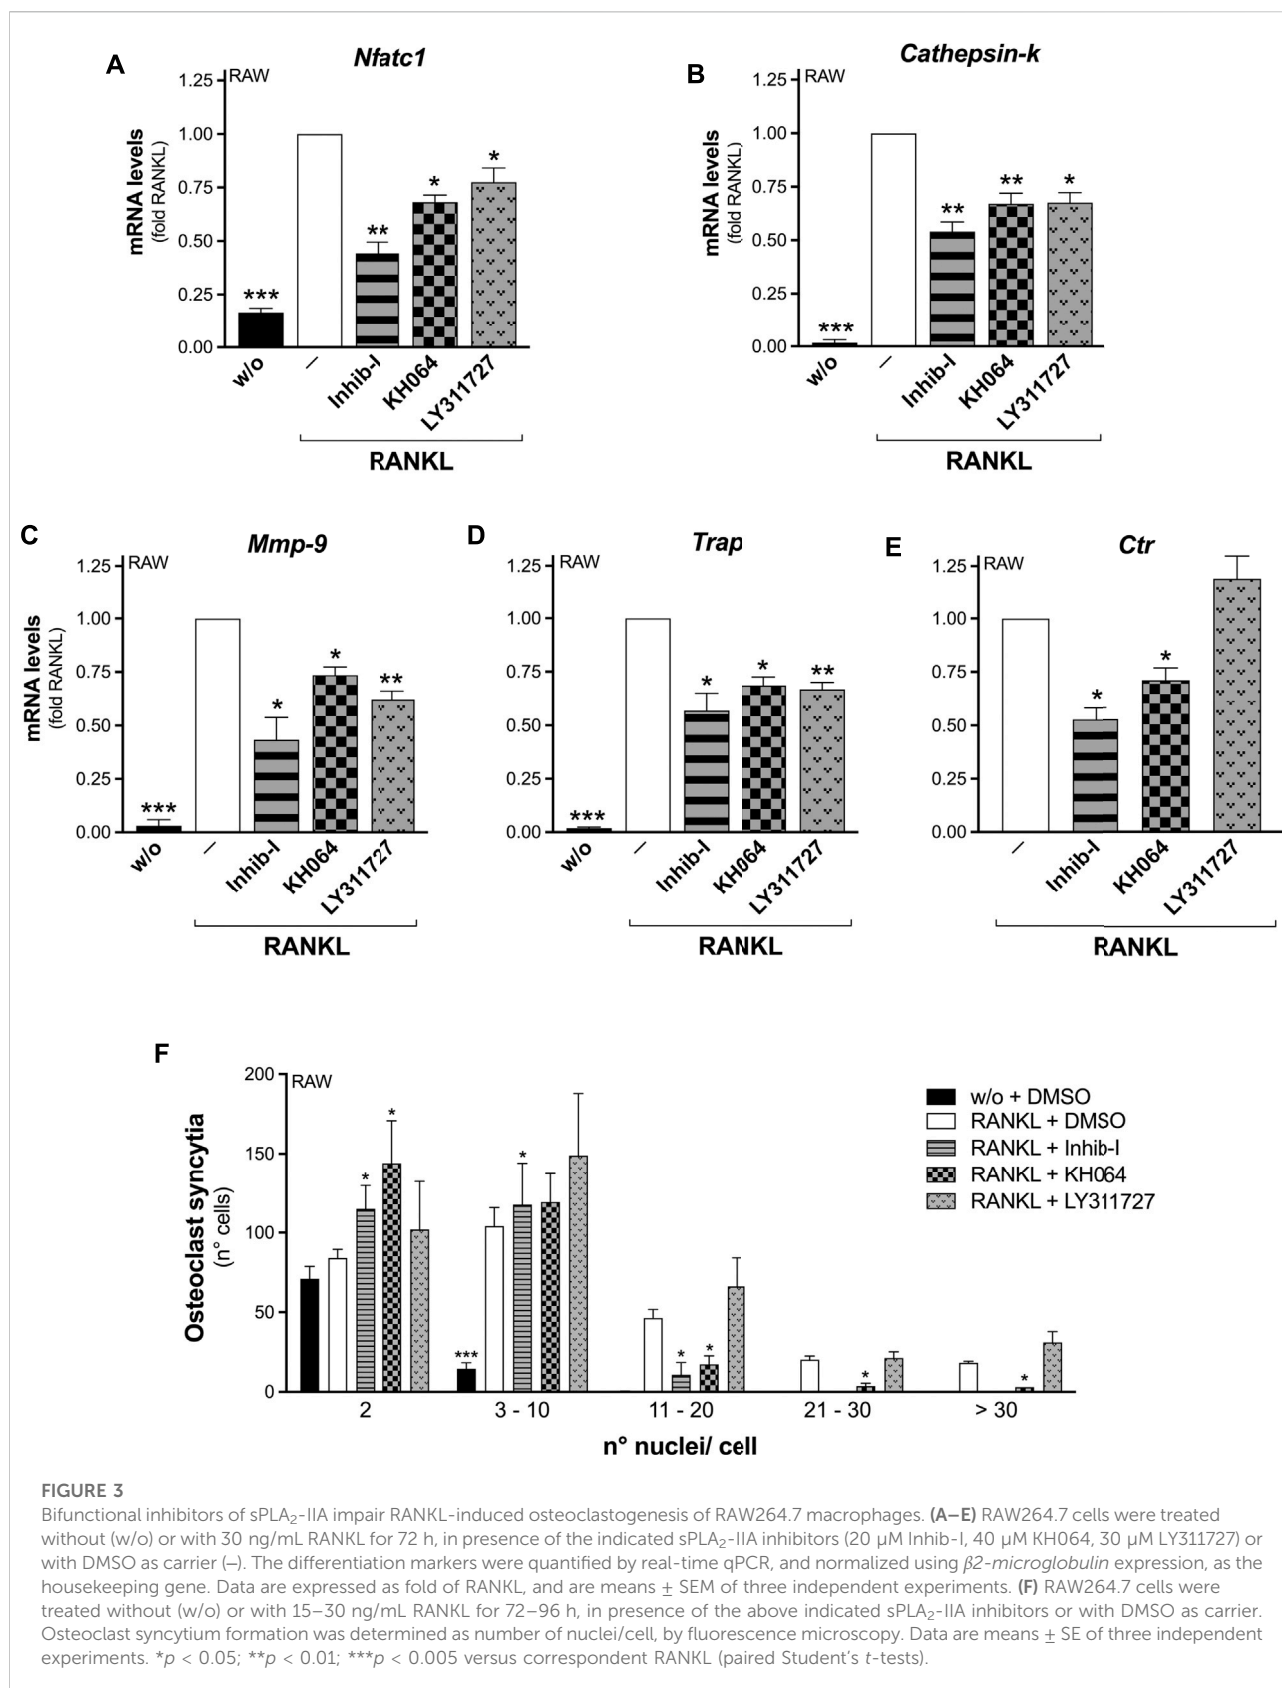 A
Nfatc1
RAW
mRNA levels
(fold RANKL)
1.25
1.00
0.75
0.50
0.25
0.00
***
**
*
*
w/o
–
Inhib-I
KH064
LY311727
RANKL
B
Cathepsin-k
RAW
mRNA levels
(fold RANKL)
1.25
1.00
0.75
0.50
0.25
0.00
***
**
**
*
w/o
–
Inhib-I
KH064
LY311727
RANKL
C
Mmp-9
RAW
mRNA levels
(fold RANKL)
1.25
1.00
0.75
0.50
0.25
0.00
***
*
*
**
w/o
–
Inhib-I
KH064
LY311727
RANKL
D
Trap
RAW
1.25
1.00
0.75
0.50
0.25
0.00
***
*
*
**
w/o
–
Inhib-I
KH064
LY311727
RANKL
E
Ctr
RAW
1.25
1.00
0.75
0.50
0.25
0.00
*
*
–
Inhib-I
KH064
LY311727
RANKL
F
RAW
Osteoclast syncytia
(n° cells)
200
150
100
50
0
*
*
***
*
*
*
*
*
2
3 - 10
11 - 20
21 - 30
> 30
n° nuclei/ cell
w/o + DMSO
RANKL + DMSO
RANKL + Inhib-I
RANKL + KH064
RANKL + LY311727
FIGURE 3
Bifunctional inhibitors of sPLA₂-IIA impair RANKL-induced osteoclastogenesis of RAW264.7 macrophages. (A–E) RAW264.7 cells were treated
without (w/o) or with 30 ng/mL RANKL for 72 h, in presence of the indicated sPLA₂-IIA inhibitors (20 µM Inhib-I, 40 µM KH064, 30 µM LY311727) or
with DMSO as carrier (–). The differentiation markers were quantified by real-time qPCR, and normalized using β2-microglobulin expression, as the
housekeeping gene. Data are expressed as fold of RANKL, and are means ± SEM of three independent experiments. (F) RAW264.7 cells were
treated without (w/o) or with 15–30 ng/mL RANKL for 72–96 h, in presence of the above indicated sPLA₂-IIA inhibitors or with DMSO as carrier.
Osteoclast syncytium formation was determined as number of nuclei/cell, by fluorescence microscopy. Data are means ± SE of three independent
experiments. *p < 0.05; **p < 0.01; ***p < 0.005 versus correspondent RANKL (paired Student's t-tests).